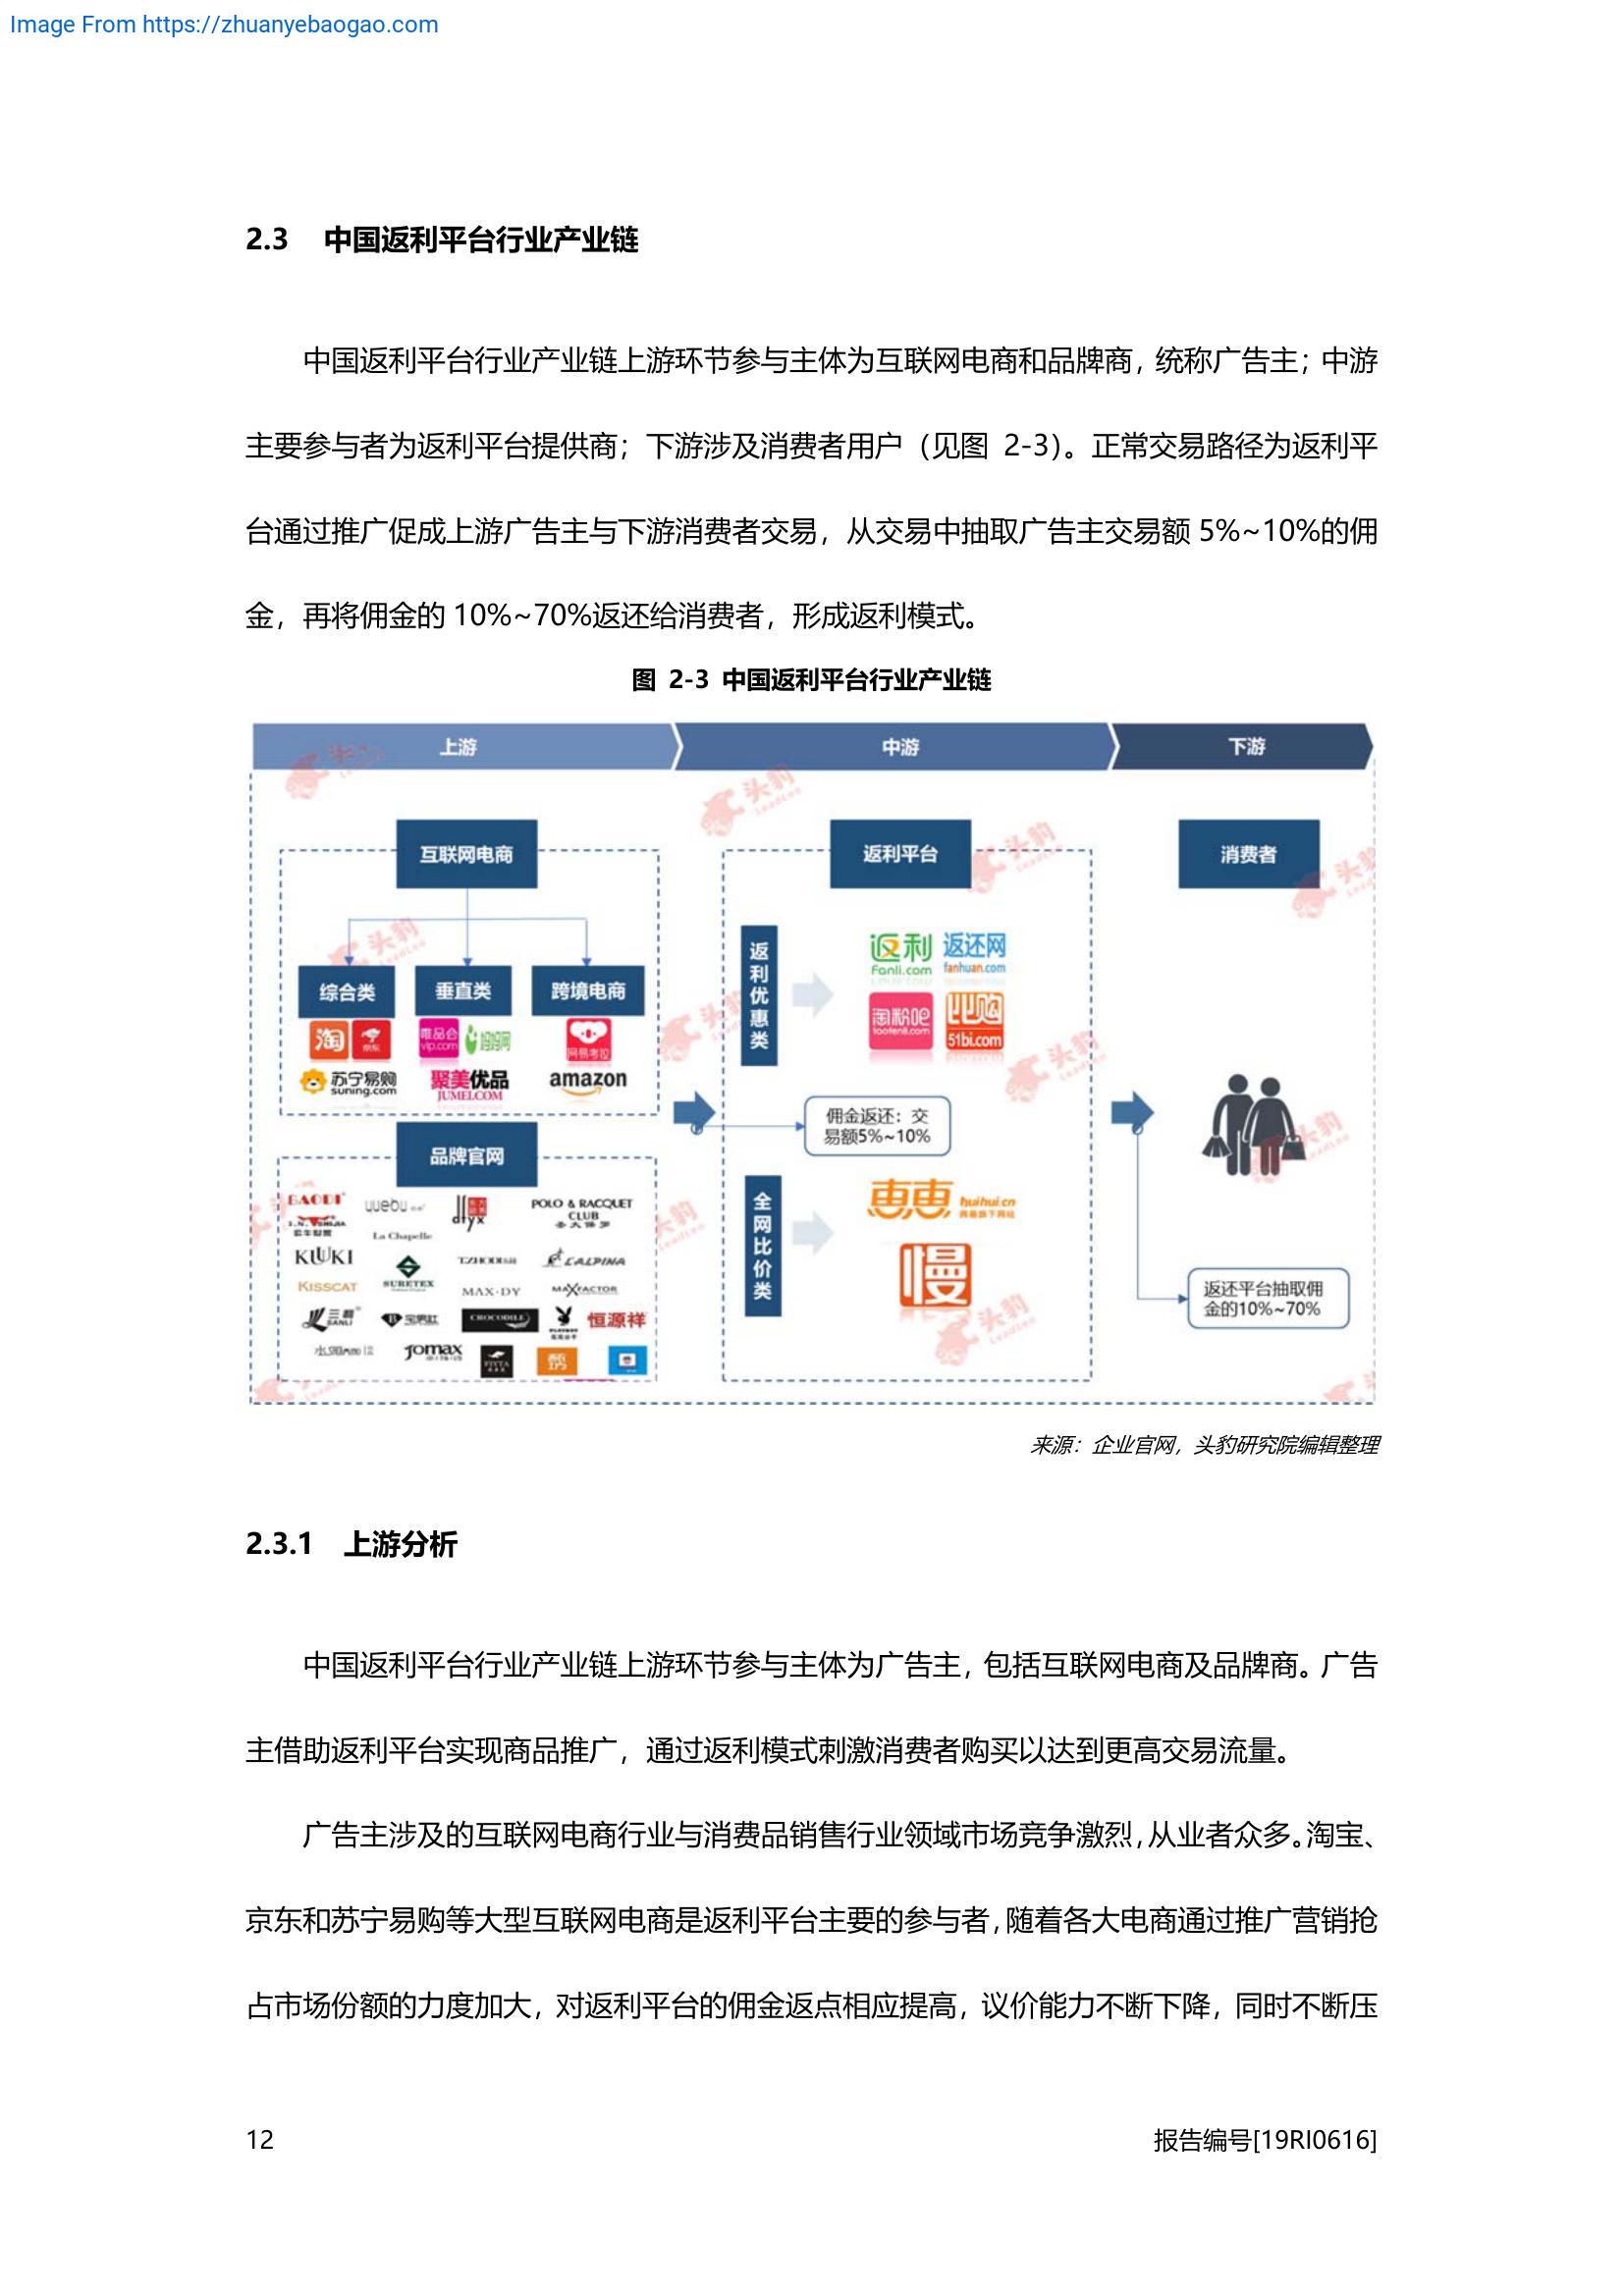 Image From https://zhuanyebaogao.com
2.3 中国返利平台行业产业链
中国返利平台行业产业链上游环节参与主体为互联网电商和品牌商，统称广告主；中游
主要参与者为返利平台提供商；下游涉及消费者用户（见图 2-3）。正常交易路径为返利平
台通过推广促成上游广告主与下游消费者交易，从交易中抽取广告主交易额 5%~10%的佣
金，再将佣金的 10%~70%返还给消费者，形成返利模式。
图 2-3 中国返利平台行业产业链
上游
中游
下游
互联网电商
返利平台
消费者
综合类
垂直类
跨境电商
淘
京东
唯品会
vip.com
妈妈网
网易考拉
苏宁易购
suning.com
聚美优品
JUMEI.COM
amazon
返利优惠类
返利
Fanli.com
返还网
fanhuan.com
淘粉吧
taofen8.com
比购
51bi.com
佣金返还：交
易额5%~10%
品牌官网
POLO & RACQUET
CLUB
La Chapelle
KISSCAT
SURETEX
MAX·DY
MAXFACTOR
三利
SANLI
CROCODILE
恒源祥
jomax
FIYTA
全网比价类
惠惠
huihui.cn
慢
返还平台抽取佣
金的10%~70%
来源：企业官网，头豹研究院编辑整理
2.3.1 上游分析
中国返利平台行业产业链上游环节参与主体为广告主，包括互联网电商及品牌商。广告
主借助返利平台实现商品推广，通过返利模式刺激消费者购买以达到更高交易流量。
广告主涉及的互联网电商行业与消费品销售行业领域市场竞争激烈，从业者众多。淘宝、
京东和苏宁易购等大型互联网电商是返利平台主要的参与者，随着各大电商通过推广营销抢
占市场份额的力度加大，对返利平台的佣金返点相应提高，议价能力不断下降，同时不断压
12
报告编号[19RI0616]